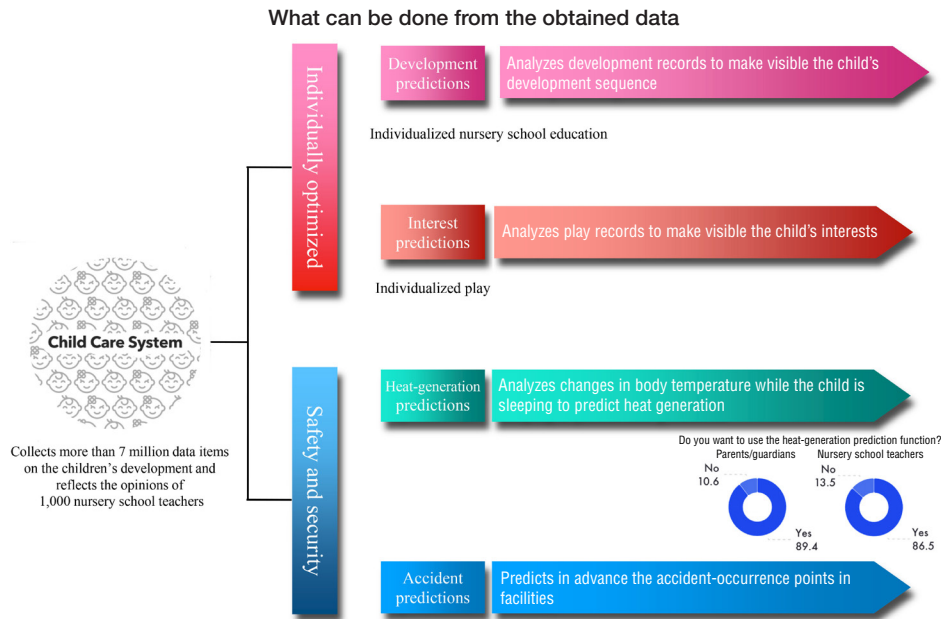 What can be done from the obtained data
Individually optimized
Development
predictions
Analyzes development records to make visible the child's
development sequence
Individualized nursery school education
Interest
predictions
Analyzes play records to make visible the child's interests
Individualized play
Child Care System
Collects more than 7 million data items
on the children's development and
reflects the opinions of
1,000 nursery school teachers
Safety and security
Heat-generation
predictions
Analyzes changes in body temperature while the child is
sleeping to predict heat generation
Do you want to use the heat-generation prediction function?
Parents/guardians
No
10.6
Yes
89.4
Nursery school teachers
No
13.5
Yes
86.5
Accident
predictions
Predicts in advance the accident-occurrence points in
facilities